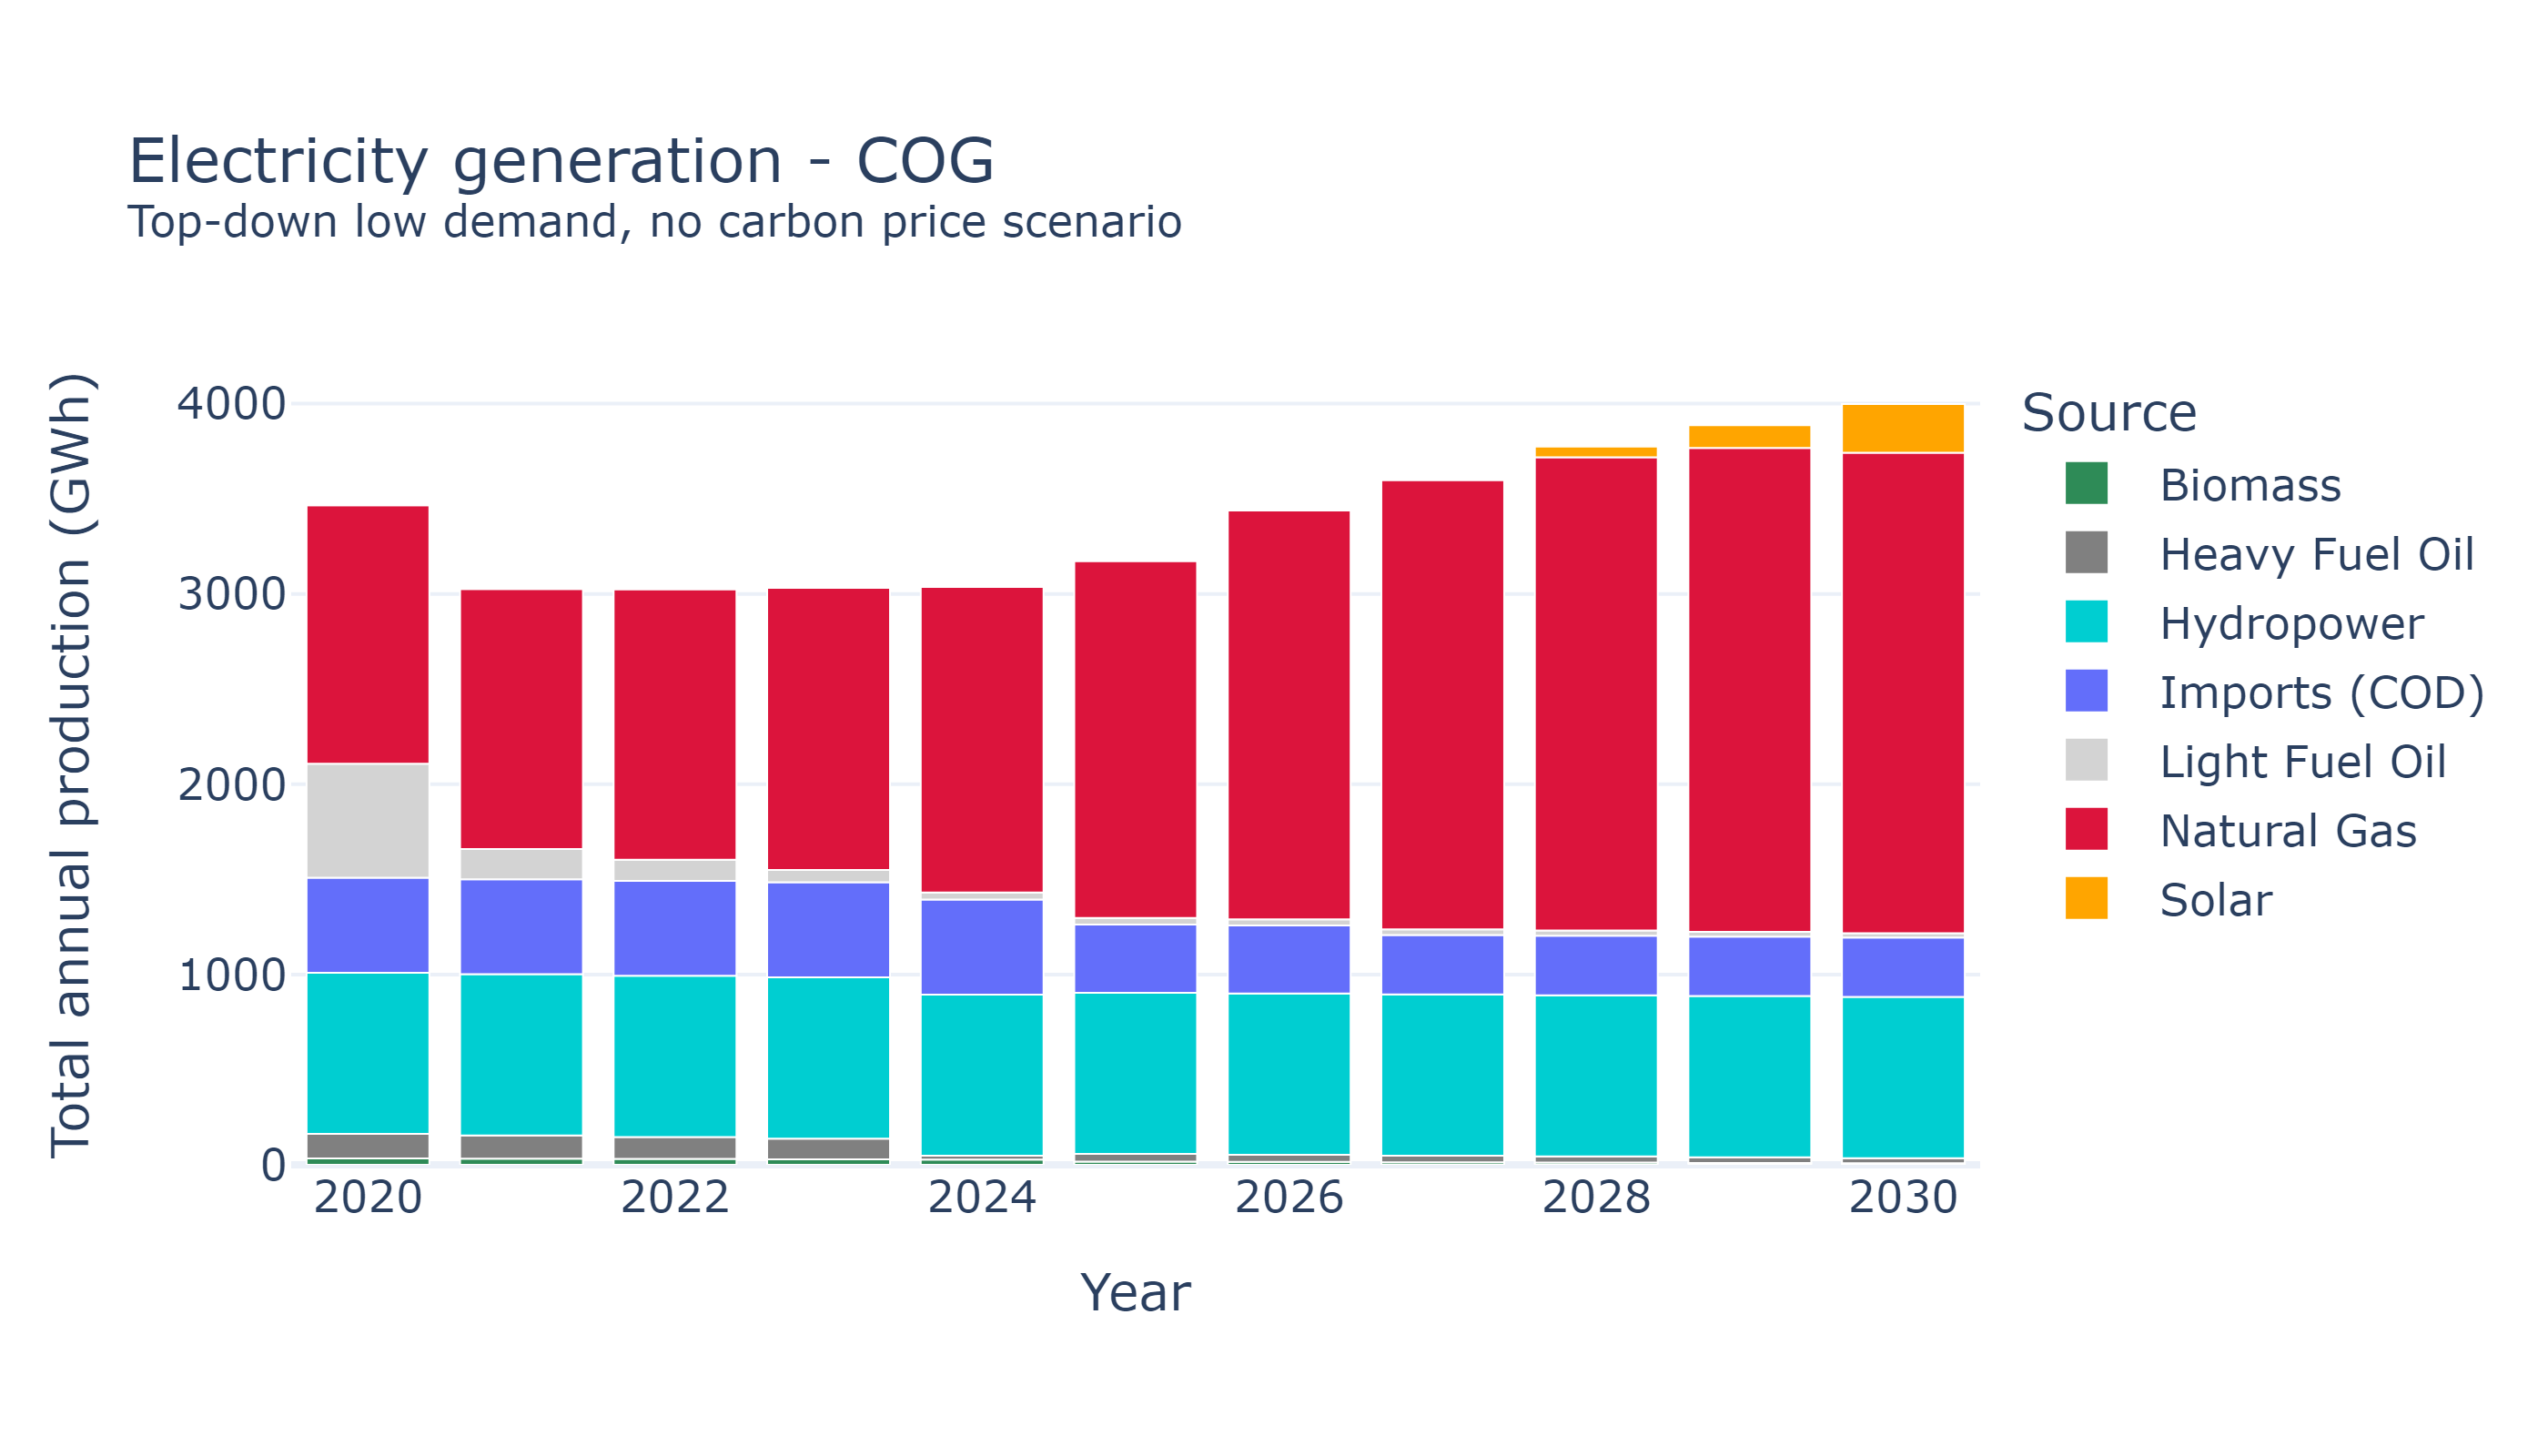 Electricity generation - COG
Top-down low demand, no carbon price scenario
Total annual production (GWh)
4000
3000
2000
1000
0
2020
2022
2024
2026
2028
2030
Year
Source
Biomass
Heavy Fuel Oil
Hydropower
Imports (COD)
Light Fuel Oil
Natural Gas
Solar